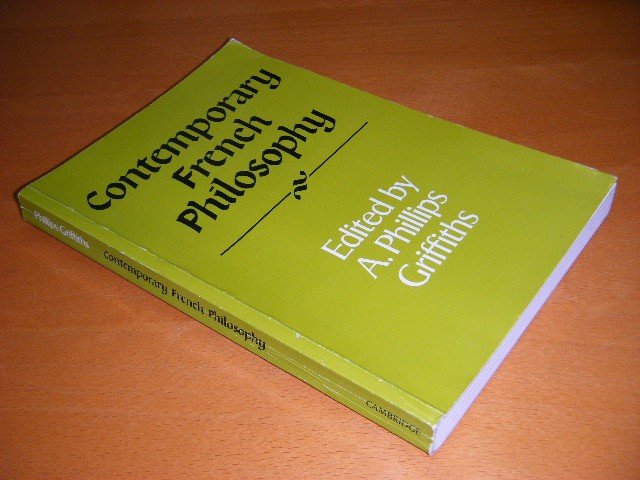 Contemporary
French
Philosophy
Edited by
A. Phillips
Griffiths
Phillips Griffiths
Contemporary French Philosophy
CAMBRIDGE